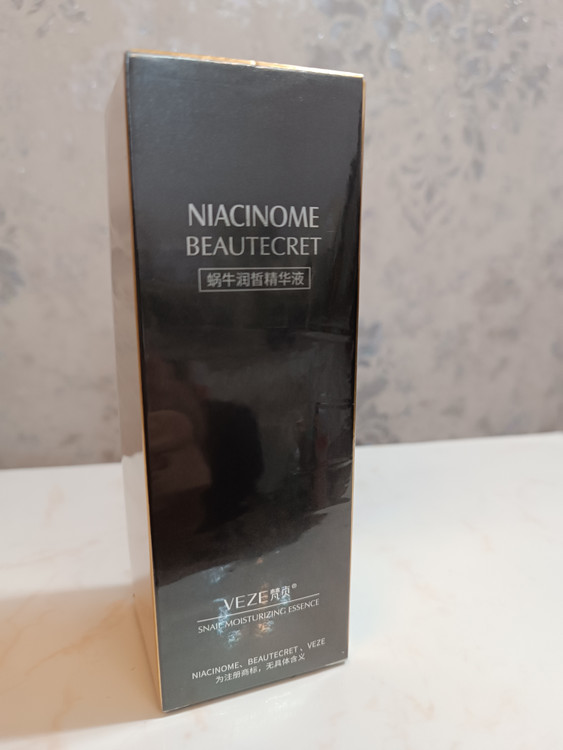 NIACINOME
BEAUTECRET
蜗牛润皙精华液
VEZE梵贞®
SNAIL MOISTURIZING ESSENCE
NIACINOME、BEAUTECRET、VEZE
为注册商标，无具体含义